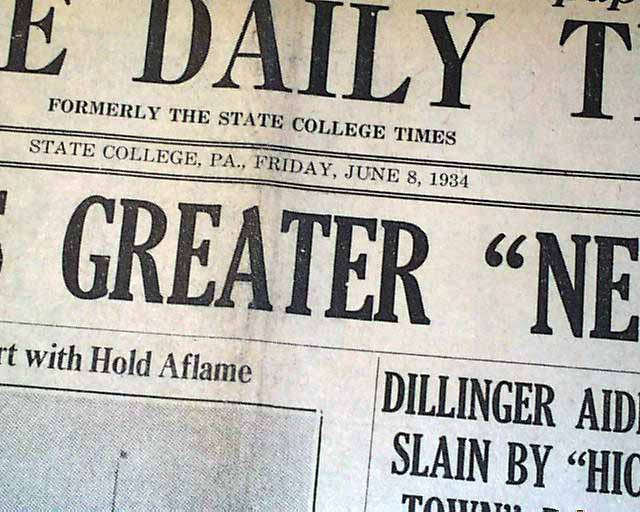 E DAILY T
FORMERLY THE STATE COLLEGE TIMES
STATE COLLEGE, PA., FRIDAY, JUNE 8, 1934
S GREATER “NE
rt with Hold Aflame
DILLINGER AID
SLAIN BY “HIC
TOWN”